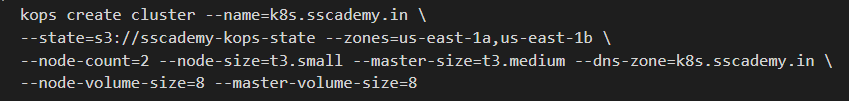 kops create cluster --name=k8s.sscademy.in \
--state=s3://sscademy-kops-state --zones=us-east-1a,us-east-1b \
--node-count=2 --node-size=t3.small --master-size=t3.medium --dns-zone=k8s.sscademy.in \
--node-volume-size=8 --master-volume-size=8